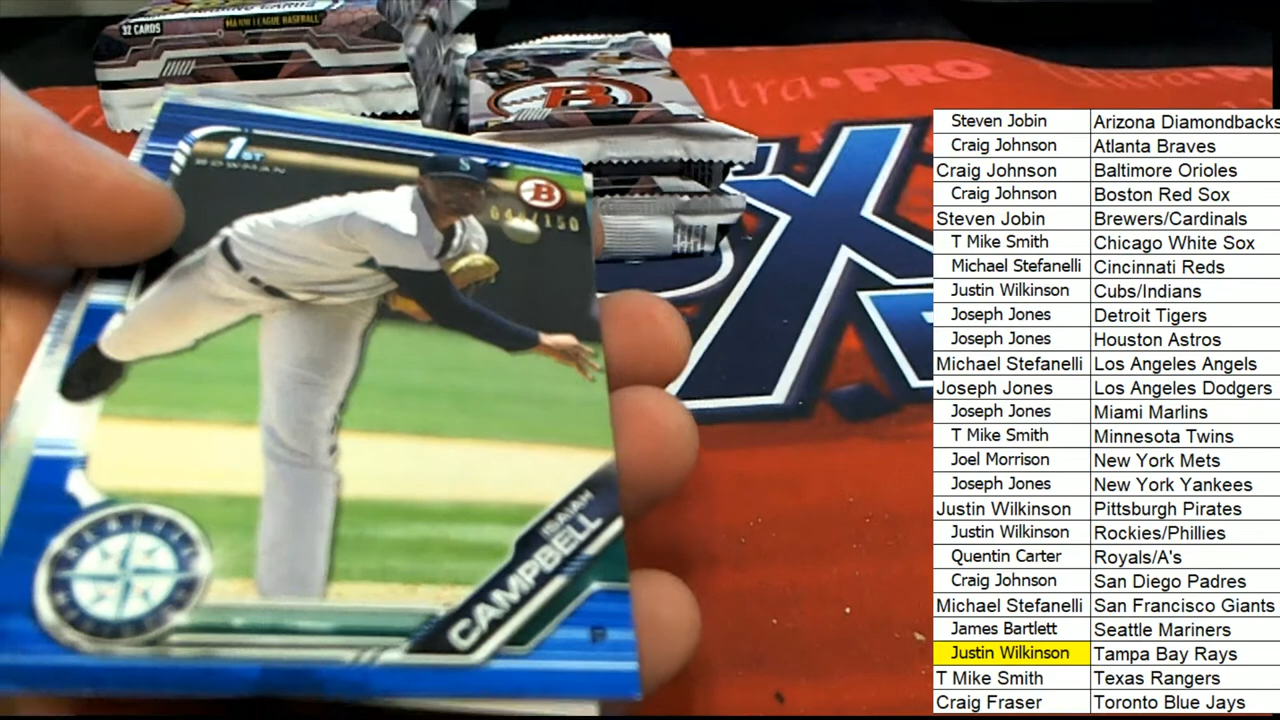 32 CARDS
MAJOR LEAGUE BASEBALL
B
ltra•PRO
1ST
BOWMAN
S
B
/150
ISAIAH
CAMPBELL
Steven Jobin Arizona Diamondbacks
Craig Johnson Atlanta Braves
Craig Johnson Baltimore Orioles
Craig Johnson Boston Red Sox
Steven Jobin Brewers/Cardinals
T Mike Smith Chicago White Sox
Michael Stefanelli Cincinnati Reds
Justin Wilkinson Cubs/Indians
Joseph Jones Detroit Tigers
Joseph Jones Houston Astros
Michael Stefanelli Los Angeles Angels
Joseph Jones Los Angeles Dodgers
Joseph Jones Miami Marlins
T Mike Smith Minnesota Twins
Joel Morrison New York Mets
Joseph Jones New York Yankees
Justin Wilkinson Pittsburgh Pirates
Justin Wilkinson Rockies/Phillies
Quentin Carter Royals/A's
Craig Johnson San Diego Padres
Michael Stefanelli San Francisco Giants
James Bartlett Seattle Mariners
Justin Wilkinson Tampa Bay Rays
T Mike Smith Texas Rangers
Craig Fraser Toronto Blue Jays